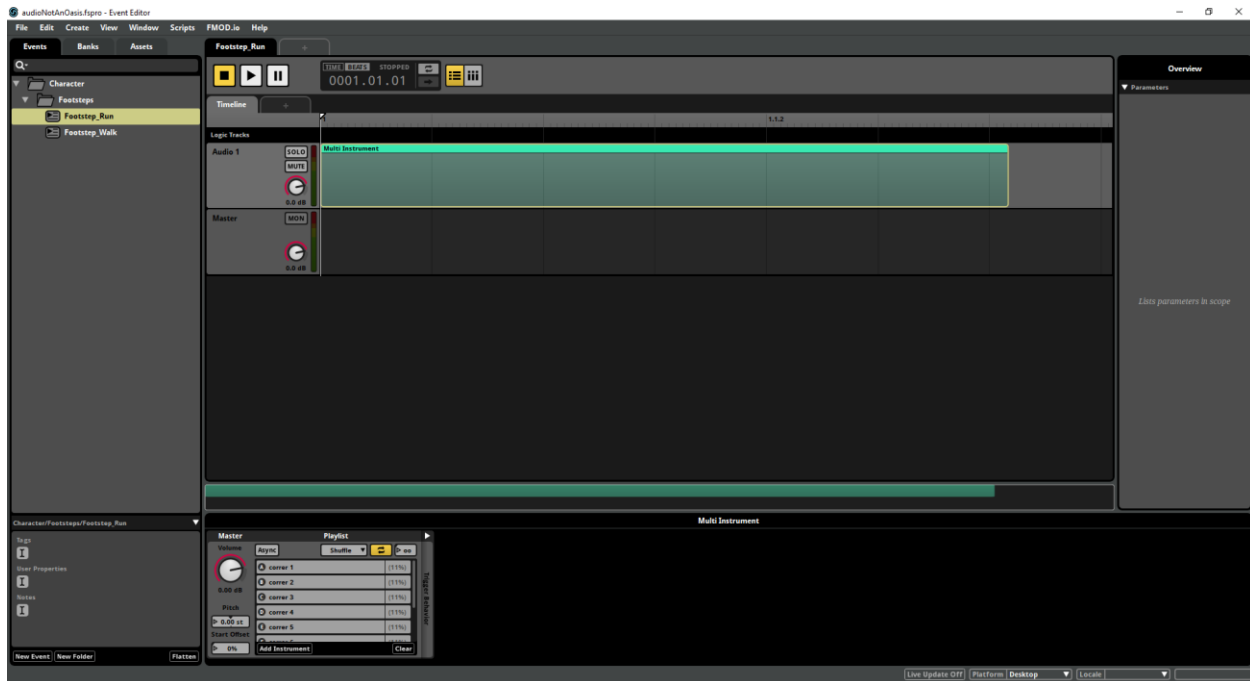 audioNotAnOasis.fspro - Event Editor
File Edit Create View Window Scripts FMOD.io Help
Events Banks Assets
Footstep_Run +
Character
Footsteps
Footstep_Run
Footstep_Walk
TIME BEATS STOPPED
0001.01.01
Overview
Parameters
Timeline +
1.1.2
Logic Tracks
Audio 1 SOLO Multi Instrument
MUTE
0.0 dB
Master MON
0.0 dB
Lists parameters in scope
Character/Footsteps/Footstep_Run
Tags
User Properties
Notes
New Event New Folder Flatten
Multi Instrument
Master Playlist
Volume Async Shuffle
0.00 dB
Pitch
0.00 st
Start Offset
0%
A correr 1 (11%)
B correr 2 (11%)
C correr 3 (11%)
D correr 4 (11%)
E correr 5 (11%)
Add Instrument Clear
Trigger Behavior
Live Update Off Platform Desktop Locale